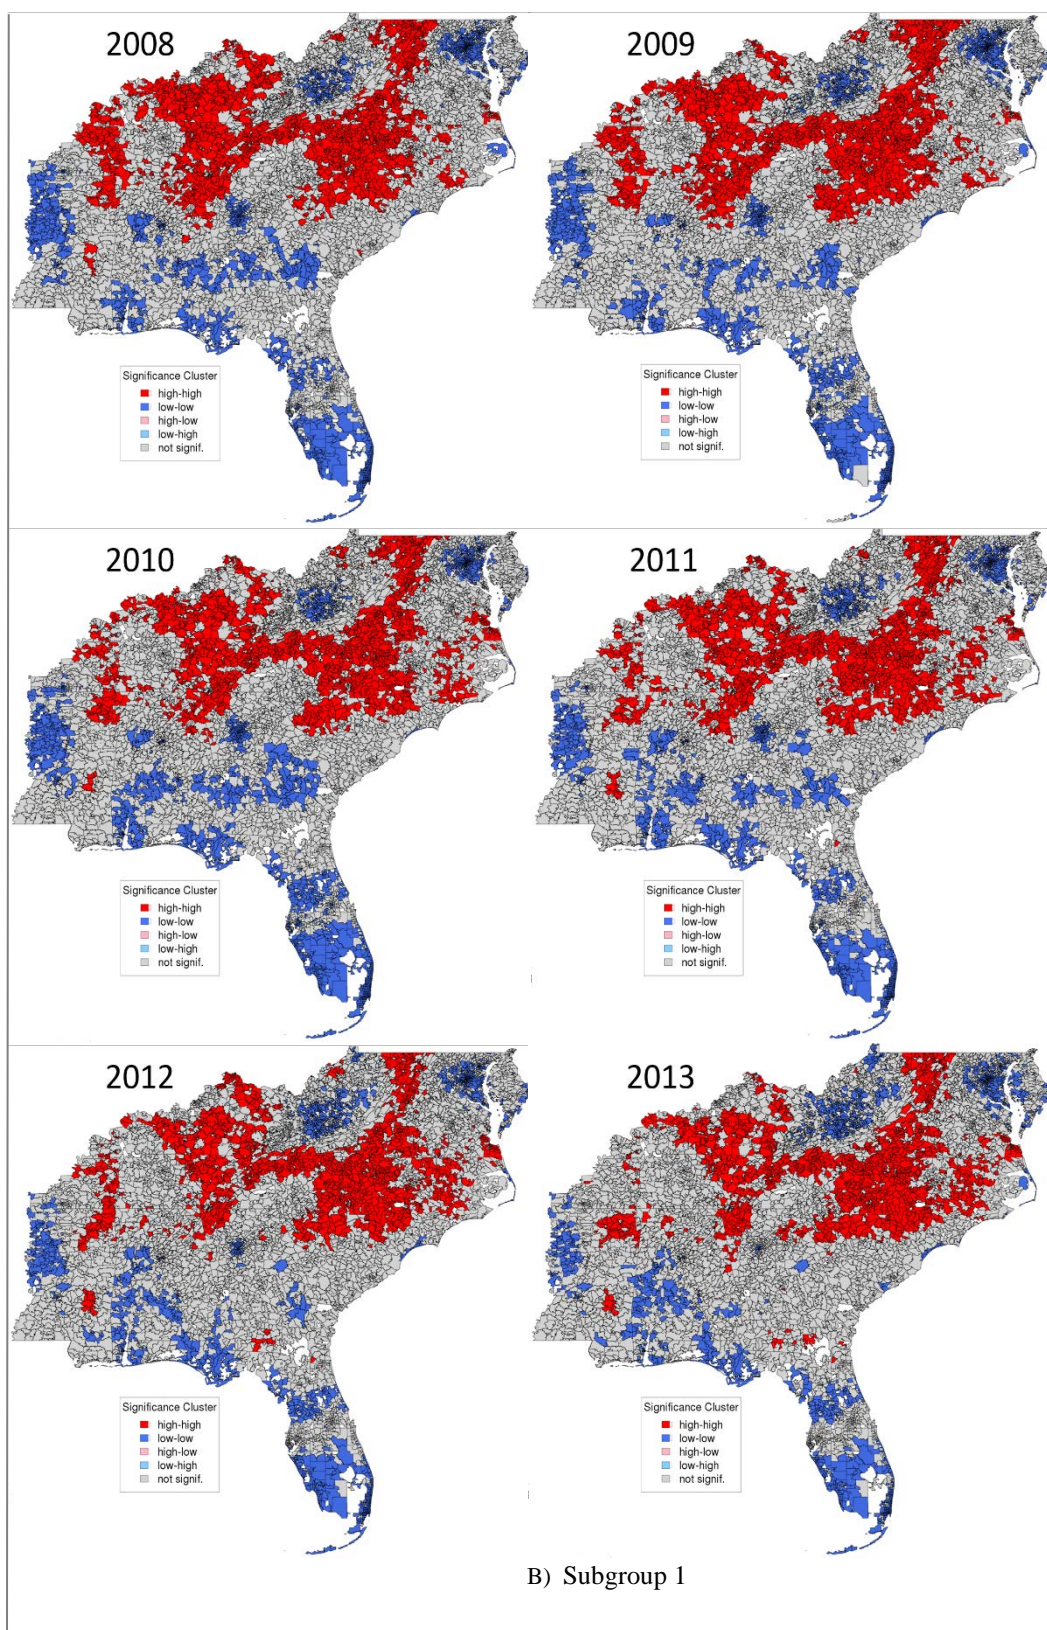 2008
2009
Significance Cluster
high-high
low-low
high-low
low-high
not signif.
Significance Cluster
high-high
low-low
high-low
low-high
not signif.
2010
2011
Significance Cluster
high-high
low-low
high-low
low-high
not signif.
Significance Cluster
high-high
low-low
high-low
low-high
not signif.
2012
2013
Significance Cluster
high-high
low-low
high-low
low-high
not signif.
Significance Cluster
high-high
low-low
high-low
low-high
not signif.
B) Subgroup 1